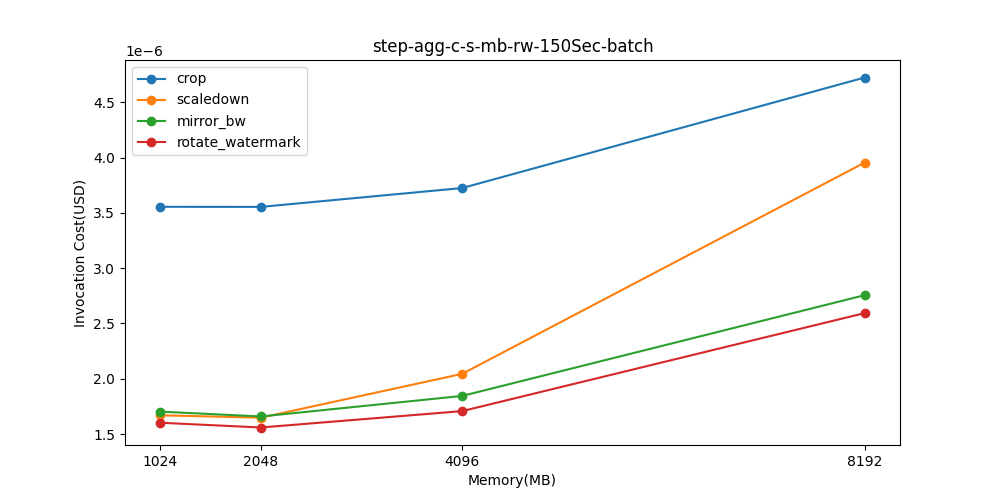 step-agg-c-s-mb-rw-150Sec-batch
1e−6
crop
scaledown
mirror_bw
rotate_watermark
4.5
4.0
3.5
3.0
2.5
2.0
1.5
Invocation Cost(USD)
1024 2048 4096 8192
Memory(MB)